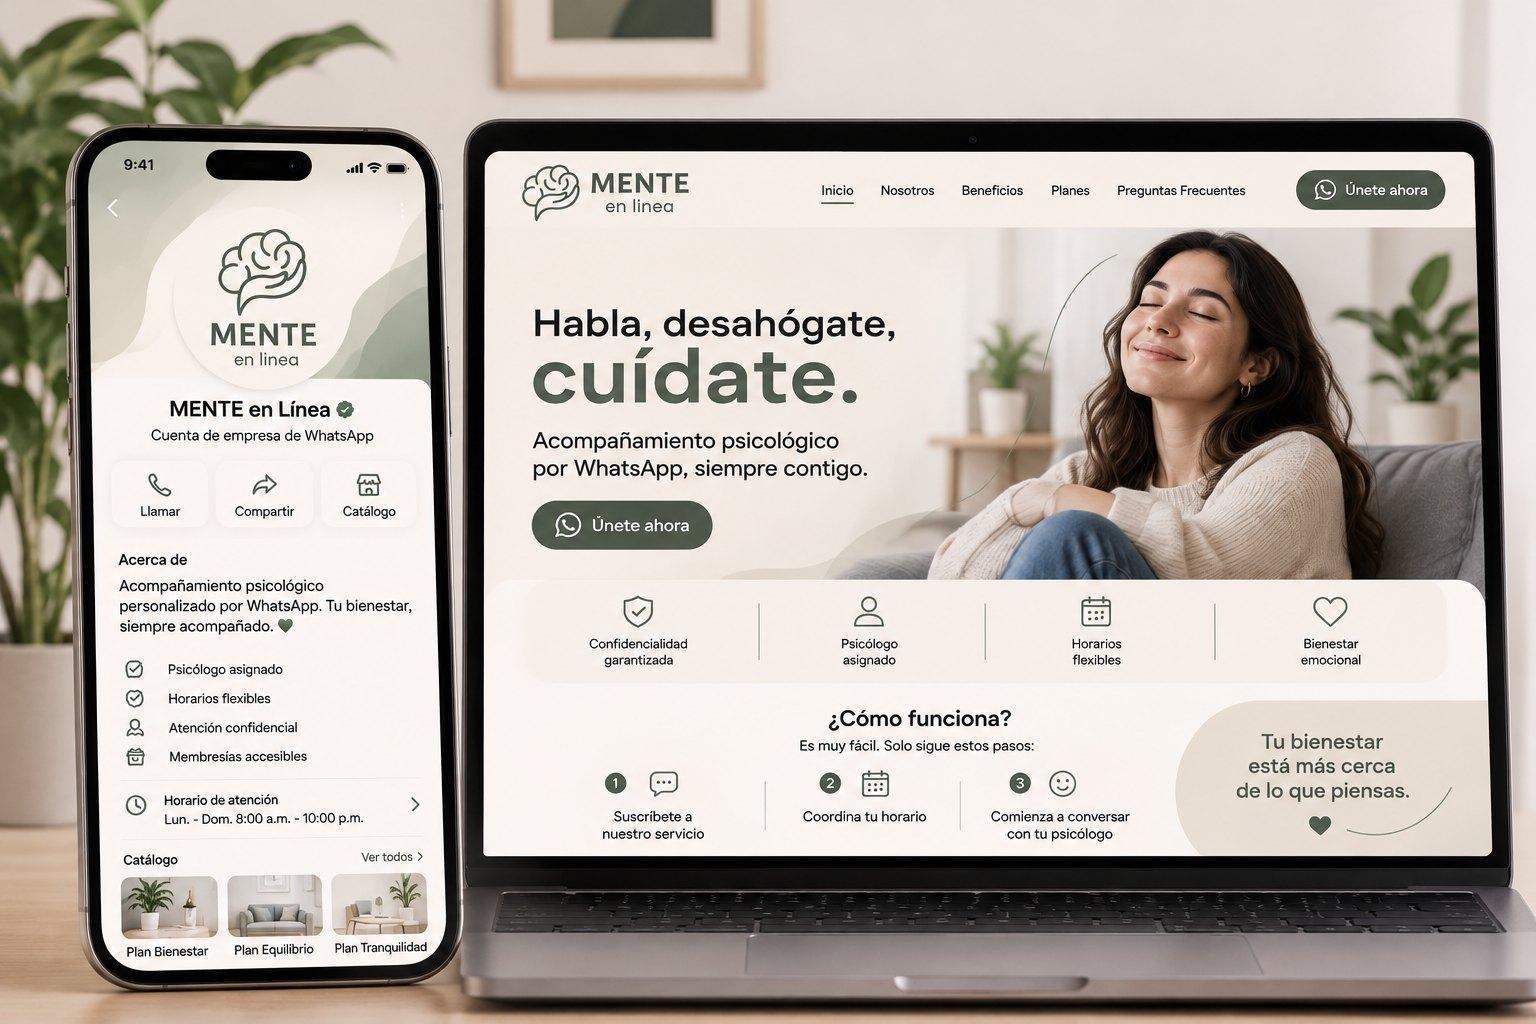 9:41
MENTE
en linea
MENTE en Línea
Cuenta de empresa de WhatsApp
Llamar
Compartir
Catálogo
Acerca de
Acompañamiento psicológico
personalizado por WhatsApp. Tu bienestar,
siempre acompañado.
Psicólogo asignado
Horarios flexibles
Atención confidencial
Membresías accesibles
Horario de atención
Lun. - Dom. 8:00 a.m. - 10:00 p.m.
Catálogo
Ver todos
Plan Bienestar
Plan Equilibrio
Plan Tranquilidad
MENTE
en linea
Inicio
Nosotros
Beneficios
Planes
Preguntas Frecuentes
Únete ahora
Habla, desahógate,
cuídate.
Acompañamiento psicológico
por WhatsApp, siempre contigo.
Únete ahora
Confidencialidad
garantizada
Psicólogo
asignado
Horarios
flexibles
Bienestar
emocional
¿Cómo funciona?
Es muy fácil. Solo sigue estos pasos:
1
Suscríbete a
nuestro servicio
2
Coordina tu horario
3
Comienza a conversar
con tu psicólogo
Tu bienestar
está más cerca
de lo que piensas.